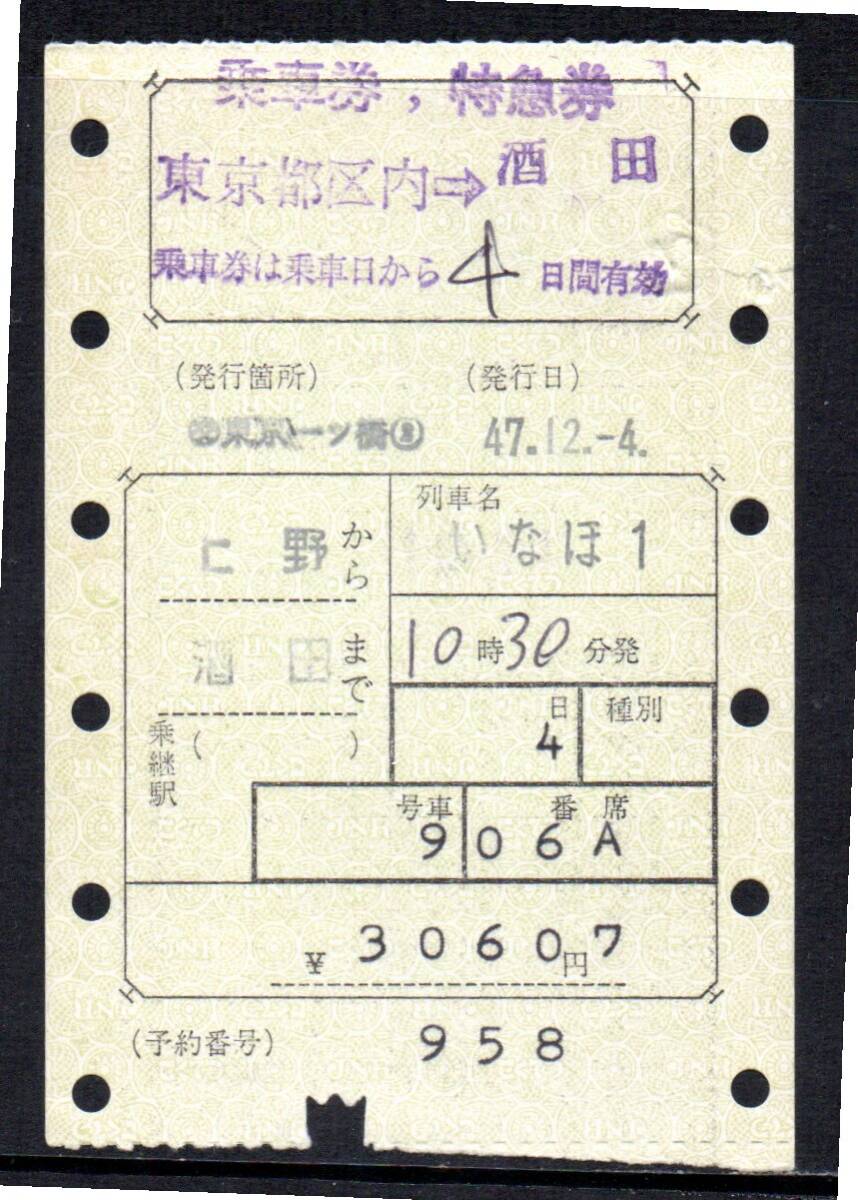 乗車券，特急券
東京都区内⇨酒田
乗車券は乗車日から4日間有効
(発行箇所) (発行日)
東京一ツ橋 47.12.-4.
列車名
いなほ1
野から
酒田まで
10時30分発
日 種別
4
乗継駅( )
号車 番席
9 06A
¥3060円7
(予約番号) 958